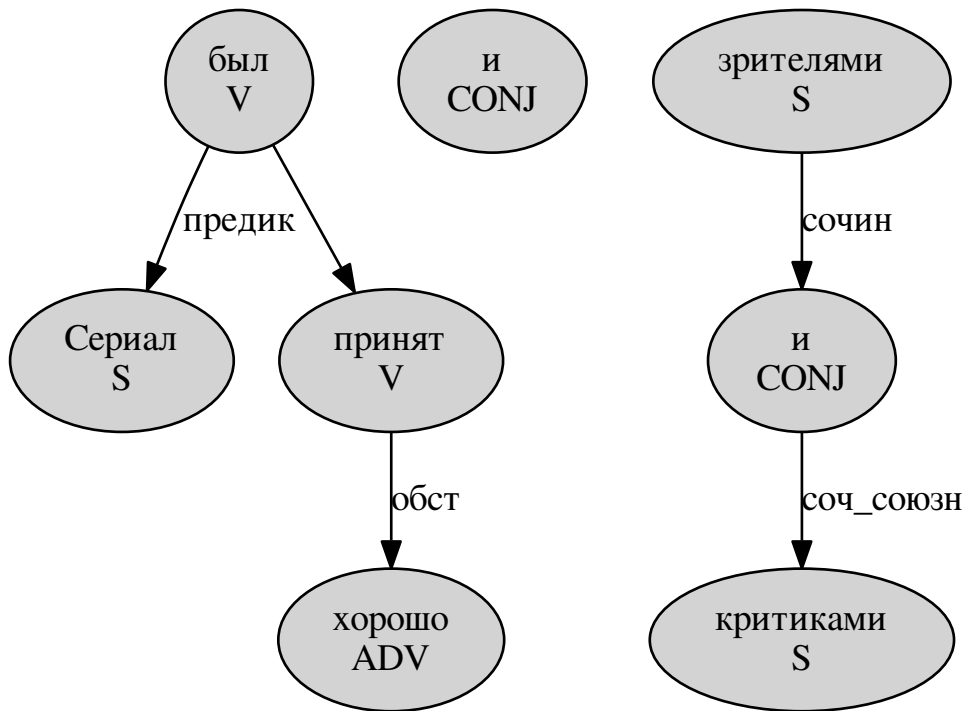 был
V
и
CONJ
зрителями
S
предик
сочин
Сериал
S
принят
V
и
CONJ
обст
соч_союзн
хорошо
ADV
критиками
S